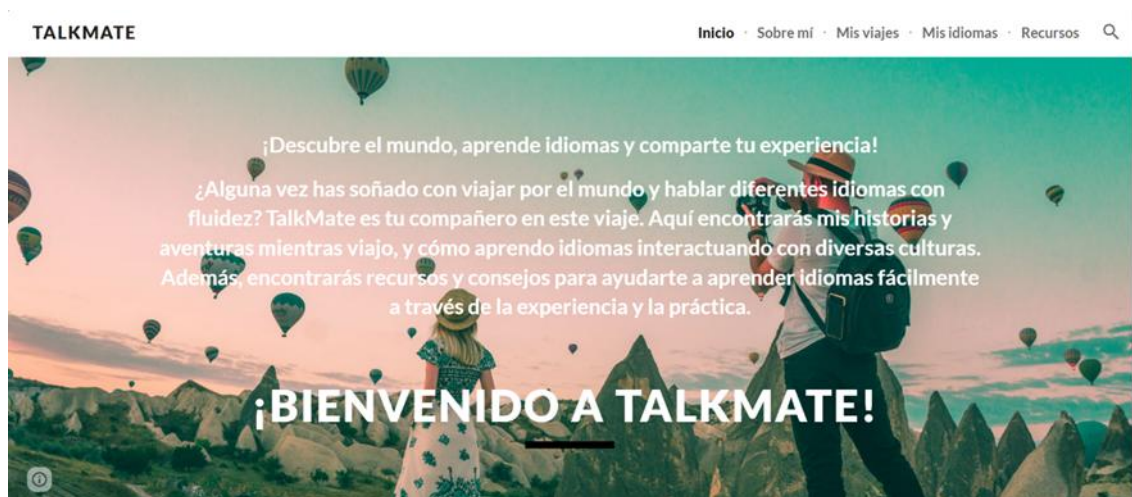 TALKMATE
Inicio · Sobre mí · Mis viajes · Mis idiomas · Recursos
¡Descubre el mundo, aprende idiomas y comparte tu experiencia!
¿Alguna vez has soñado con viajar por el mundo y hablar diferentes idiomas con
fluidez? TalkMate es tu compañero en este viaje. Aquí encontrarás mis historias y
aventuras mientras viajo, y cómo aprendo idiomas interactuando con diversas culturas.
Además, encontrarás recursos y consejos para ayudarte a aprender idiomas fácilmente
a través de la experiencia y la práctica.
¡BIENVENIDO A TALKMATE!